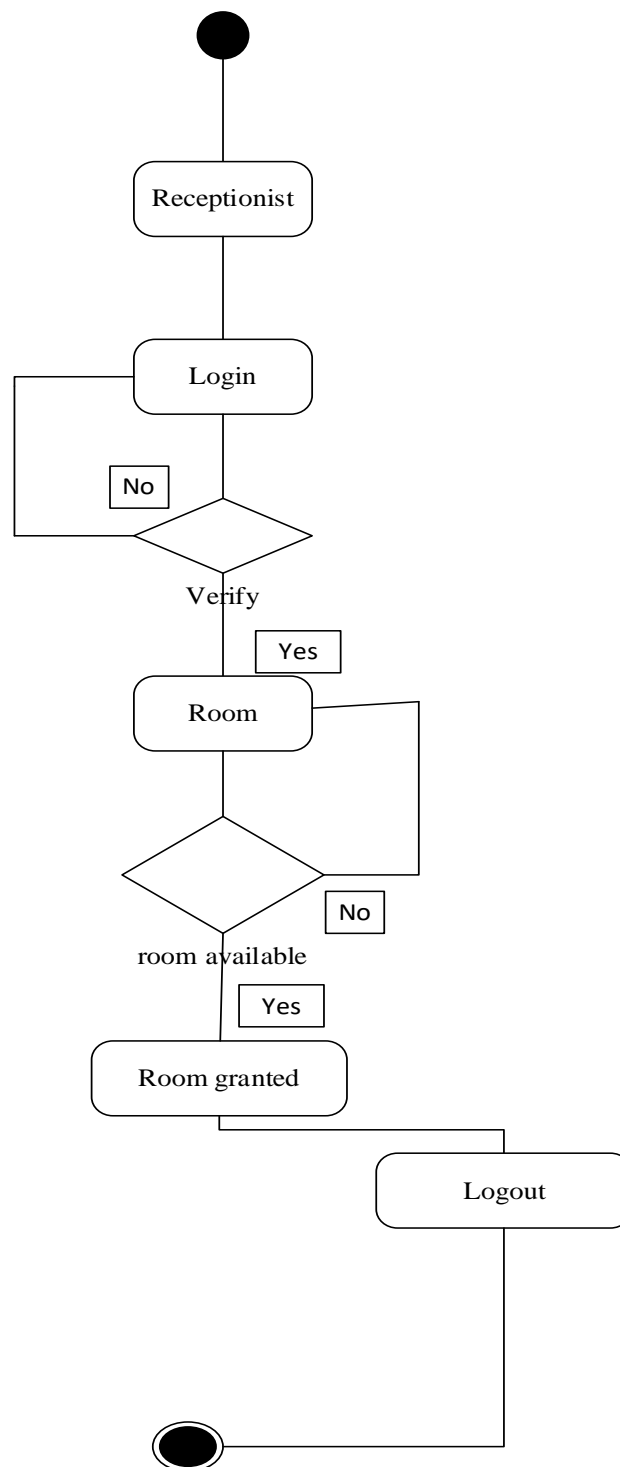 Receptionist
Login
No
Verify
Yes
Room
No
room available
Yes
Room granted
Logout